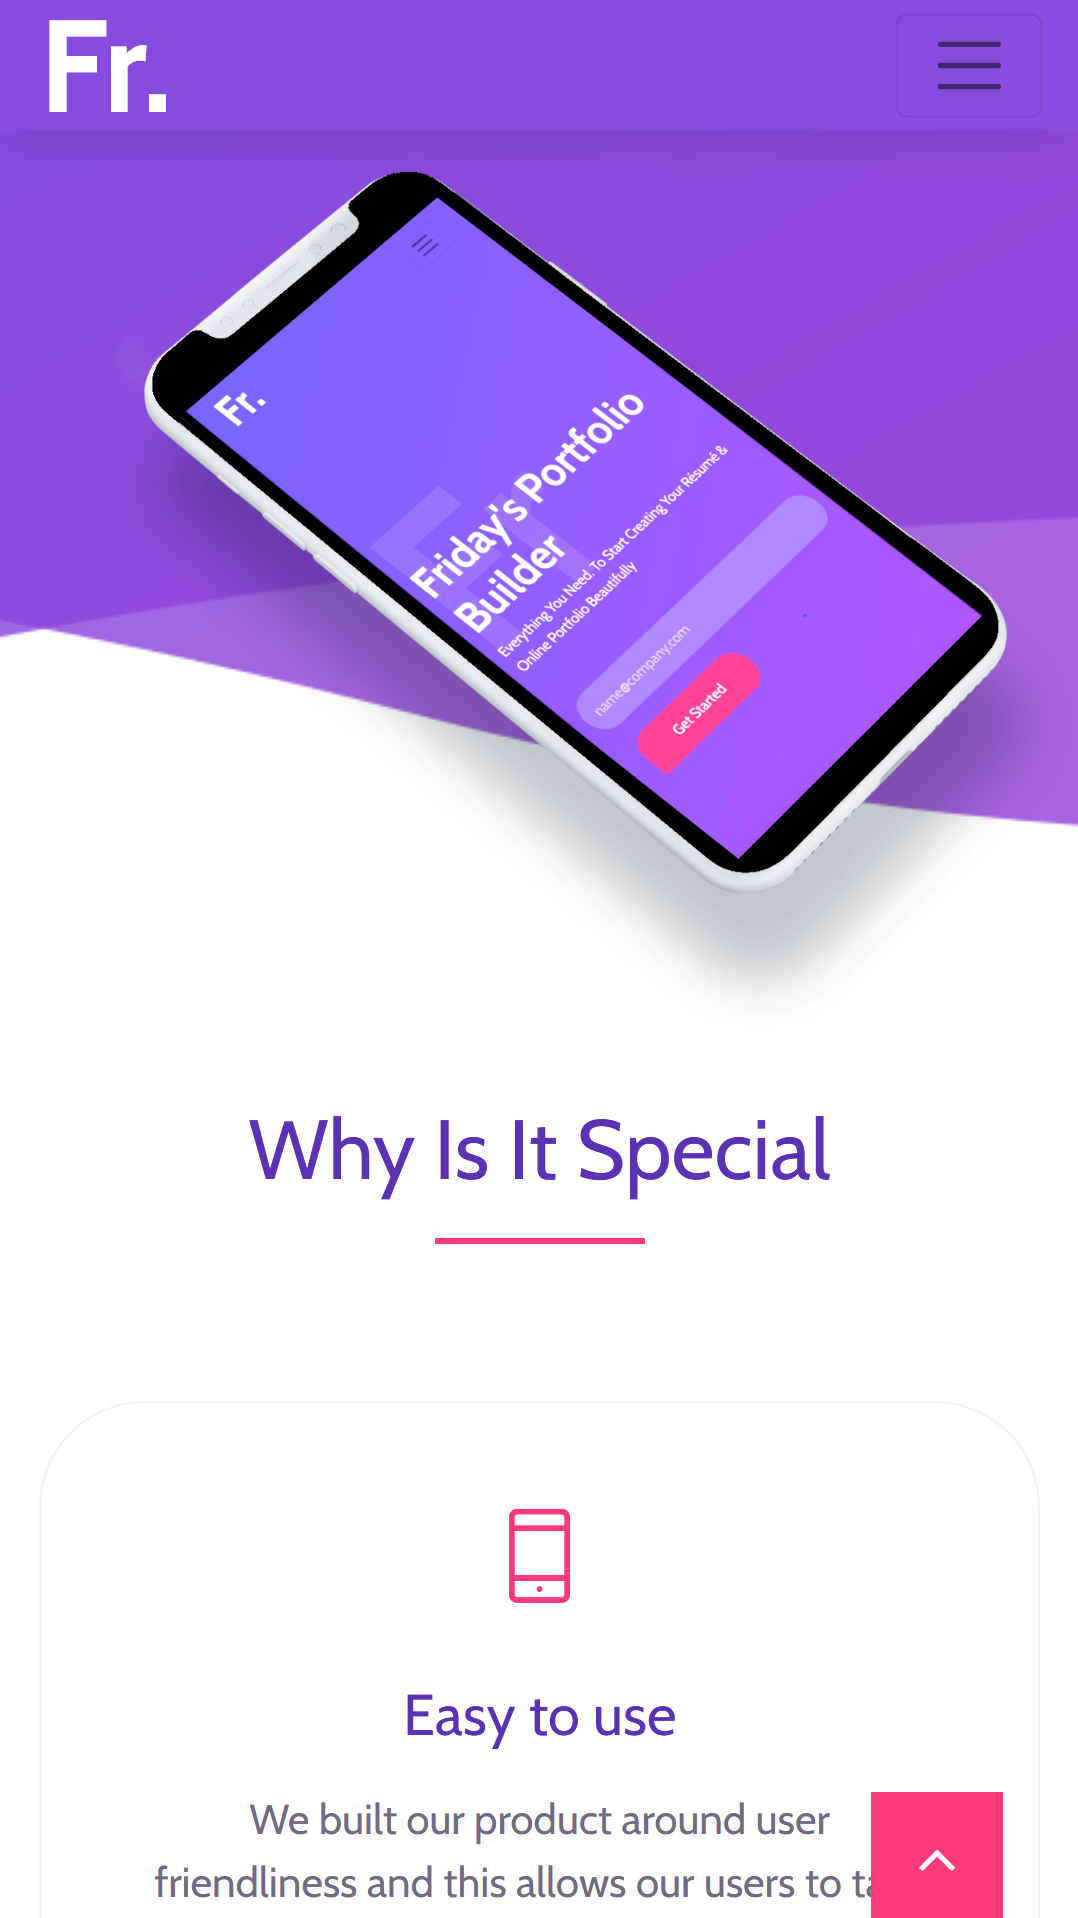 Fr.
Fr.
Friday's Portfolio
Builder
Everything You Need. To Start Creating Your Résumé &
Online Portfolio Beautifully
name@company.com
Get Started
Why Is It Special
Easy to use
We built our product around user
friendliness and this allows our users to